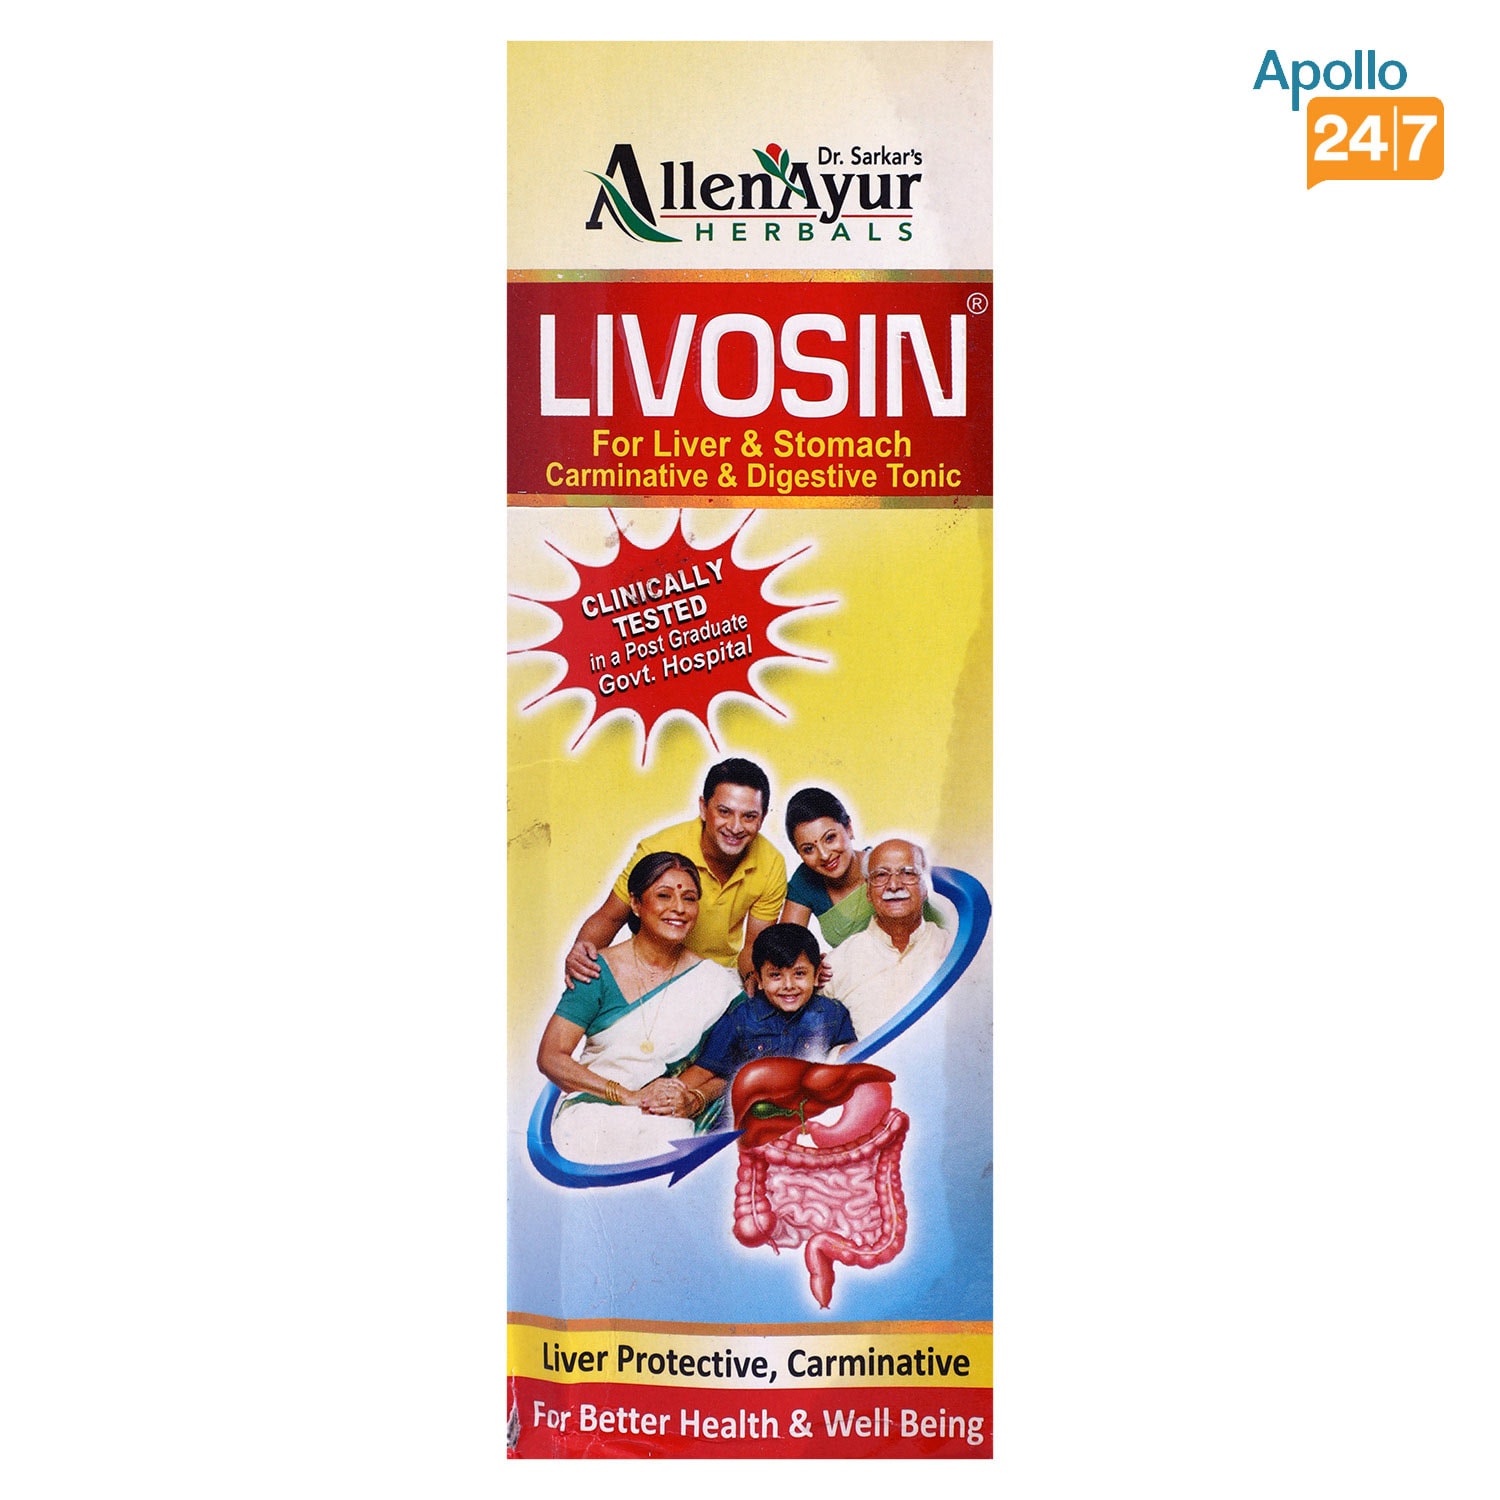 Apollo
24|7
Dr. Sarkar's
AllenAyur
HERBALS
LIVOSIN®
For Liver & Stomach
Carminative & Digestive Tonic
CLINICALLY
TESTED
in a Post Graduate
Govt. Hospital
Liver Protective, Carminative
For Better Health & Well Being